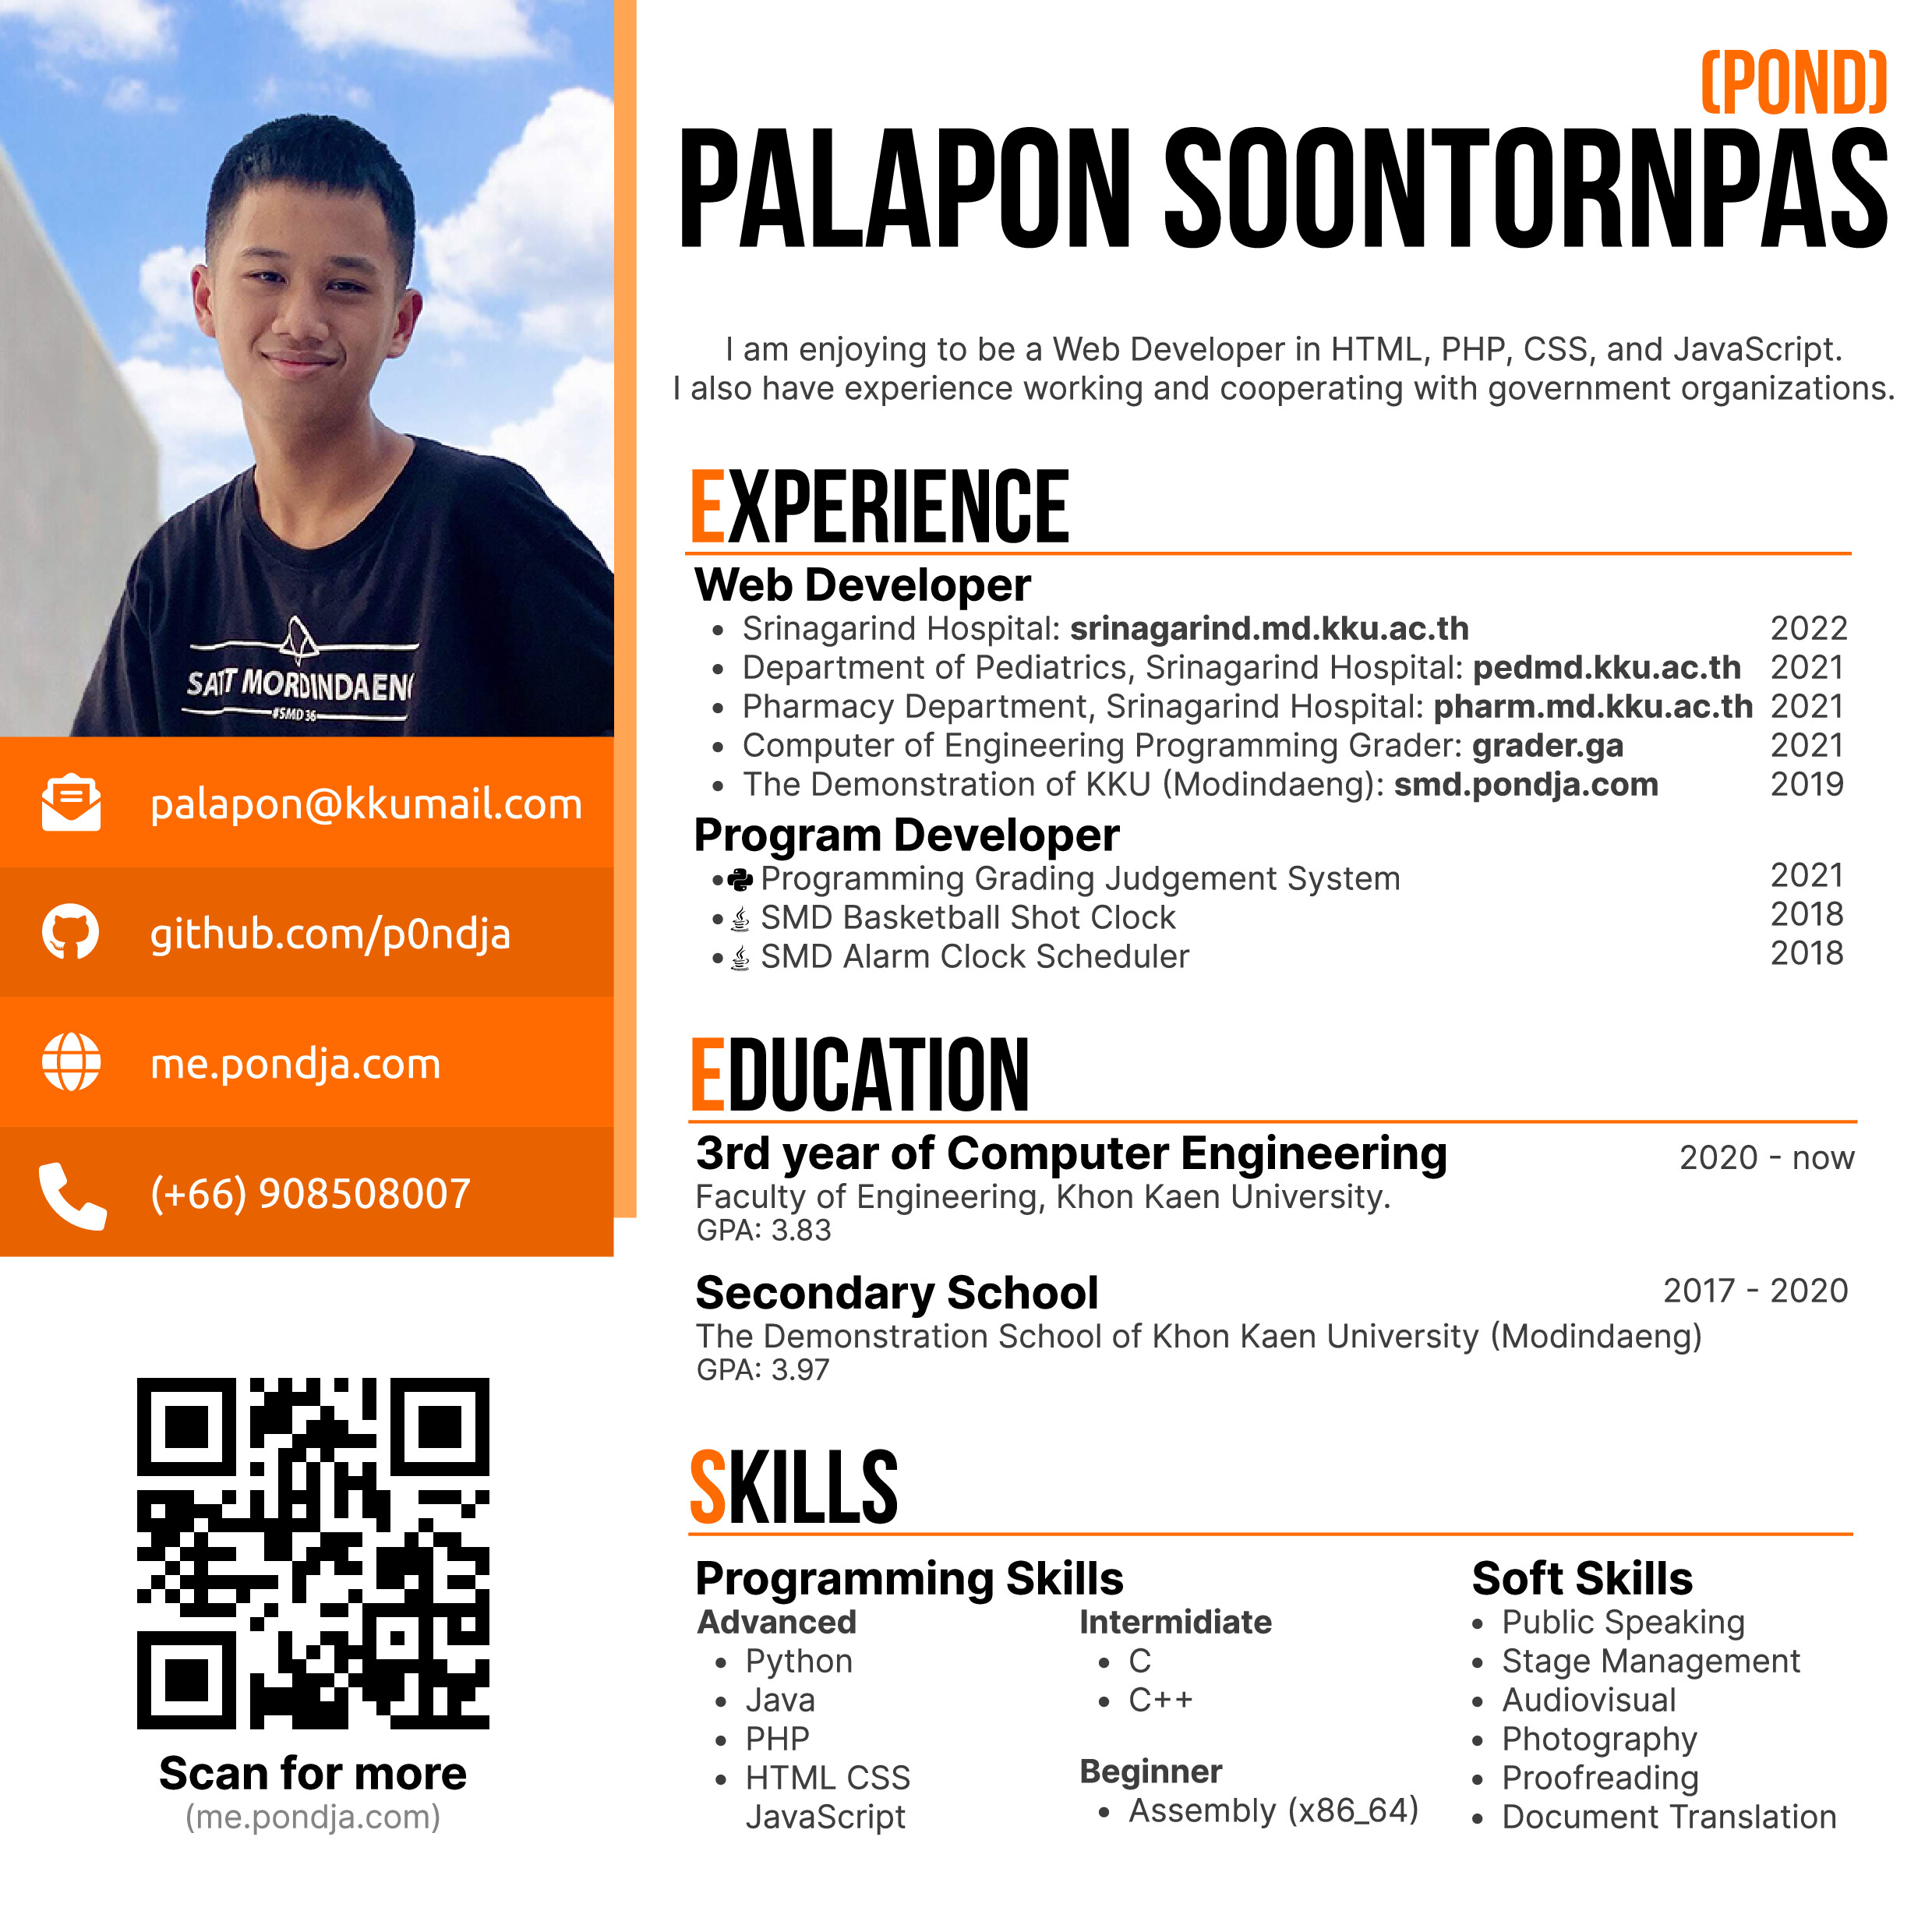 (POND)
PALAPON SOONTORNPAS
I am enjoying to be a Web Developer in HTML, PHP, CSS, and JavaScript.
I also have experience working and cooperating with government organizations.
EXPERIENCE
Web Developer
• Srinagarind Hospital: srinagarind.md.kku.ac.th 2022
• Department of Pediatrics, Srinagarind Hospital: pedmd.kku.ac.th 2021
• Pharmacy Department, Srinagarind Hospital: pharm.md.kku.ac.th 2021
• Computer of Engineering Programming Grader: grader.ga 2021
• The Demonstration of KKU (Modindaeng): smd.pondja.com 2019
Program Developer
• Programming Grading Judgement System 2021
• SMD Basketball Shot Clock 2018
• SMD Alarm Clock Scheduler 2018
EDUCATION
3rd year of Computer Engineering 2020 - now
Faculty of Engineering, Khon Kaen University.
GPA: 3.83
Secondary School 2017 - 2020
The Demonstration School of Khon Kaen University (Modindaeng)
GPA: 3.97
SKILLS
Programming Skills
Advanced
• Python
• Java
• PHP
• HTML CSS
JavaScript
Intermidiate
• C
• C++
Beginner
• Assembly (x86_64)
Soft Skills
• Public Speaking
• Stage Management
• Audiovisual
• Photography
• Proofreading
• Document Translation
MORDINDAEN
#SMD 36
palapon@kkumail.com
github.com/p0ndja
me.pondja.com
(+66) 908508007
Scan for more
(me.pondja.com)